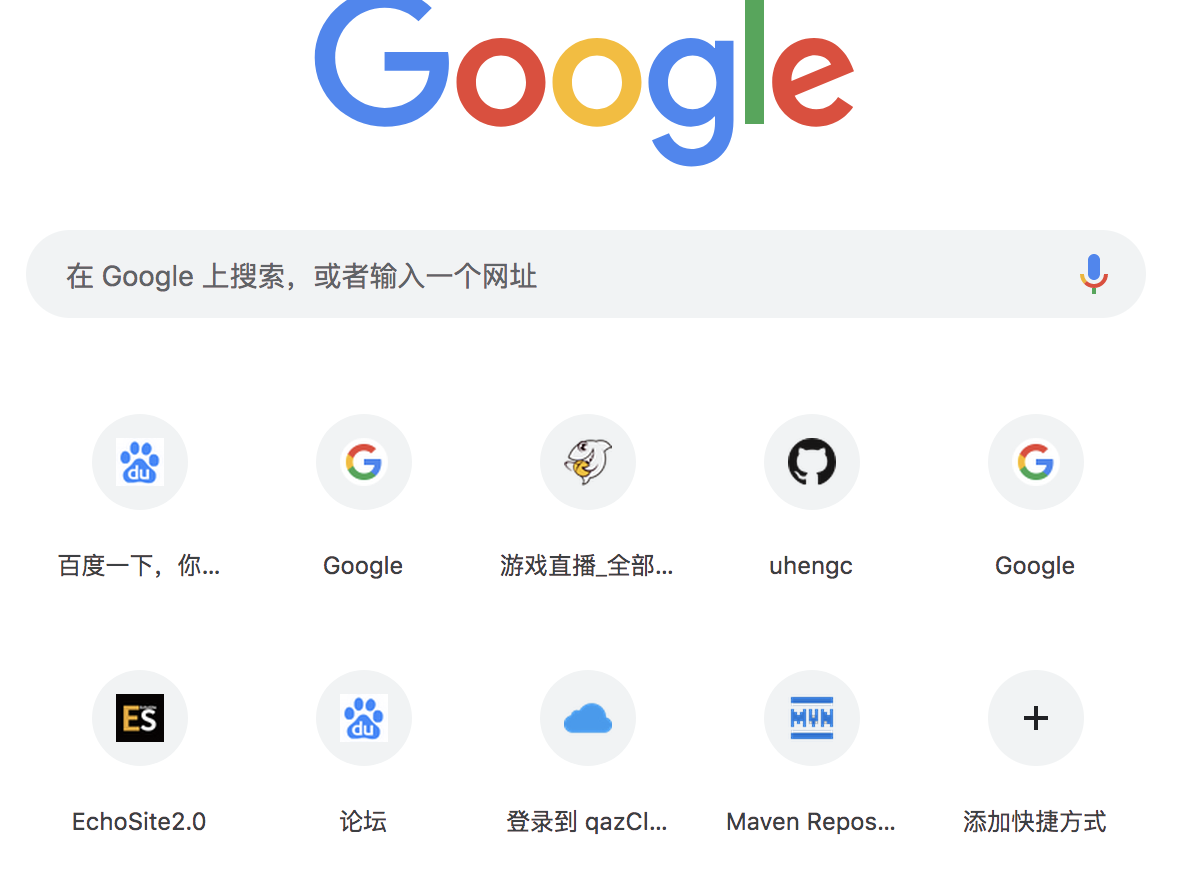 Google
在 Google 上搜索，或者输入一个网址
du
百度一下，你...
Google
游戏直播_全部...
uhengc
Google
ES
du
MVN
EchoSite2.0
论坛
登录到 qazCl...
Maven Repos...
添加快捷方式